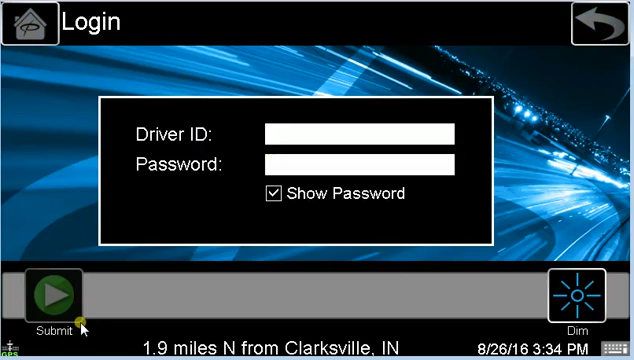 Login
Driver ID:
Password:
Show Password
Submit
Dim
GPS
1.9 miles N from Clarksville, IN
8/26/16 3:34 PM